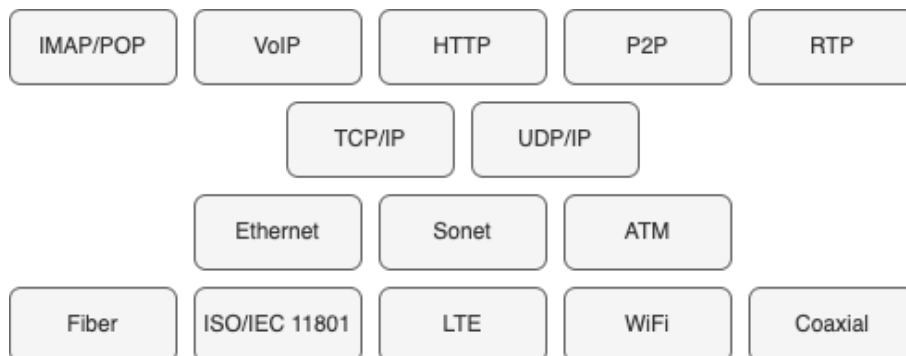 IMAP/POP
VoIP
HTTP
P2P
RTP
TCP/IP
UDP/IP
Ethernet
Sonet
ATM
Fiber
ISO/IEC 11801
LTE
WiFi
Coaxial